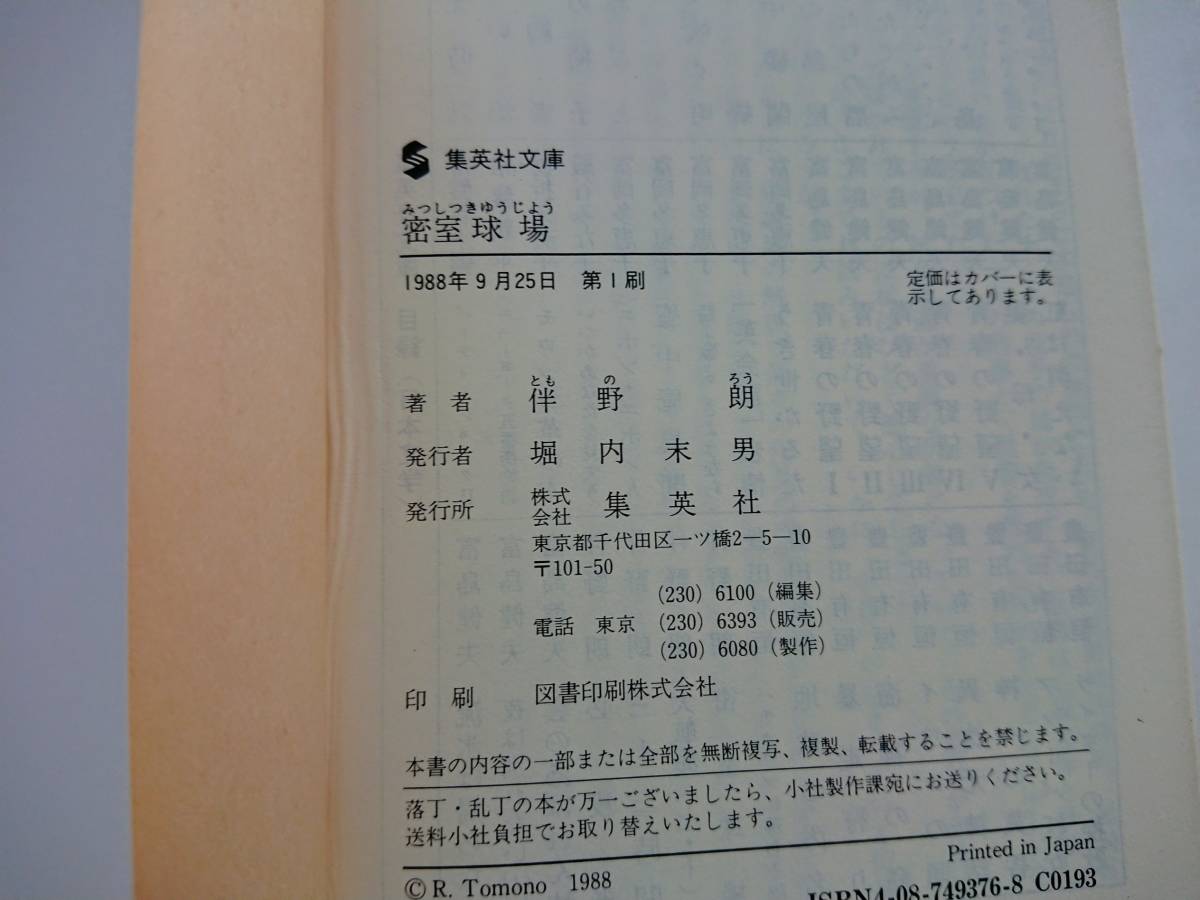 集英社文庫
みつしつきゆうじよう
密室球場
1988年9月25日 第1刷
定価はカバーに表
示してあります。
とも の ろう
著者 伴野 朗
発行者 堀内末男
発行所 株式会社 集英社
東京都千代田区一ツ橋2—5—10
〒101-50
(230) 6100 (編集)
電話 東京 (230) 6393 (販売)
(230) 6080 (製作)
印刷 図書印刷株式会社
本書の内容の一部または全部を無断複写、複製、転載することを禁じます。
落丁・乱丁の本が万一ございましたら、小社製作課宛にお送りください。
送料小社負担でお取り替えいたします。
Printed in Japan
© R. Tomono 1988
ISBN4-08-749376-8 C0193